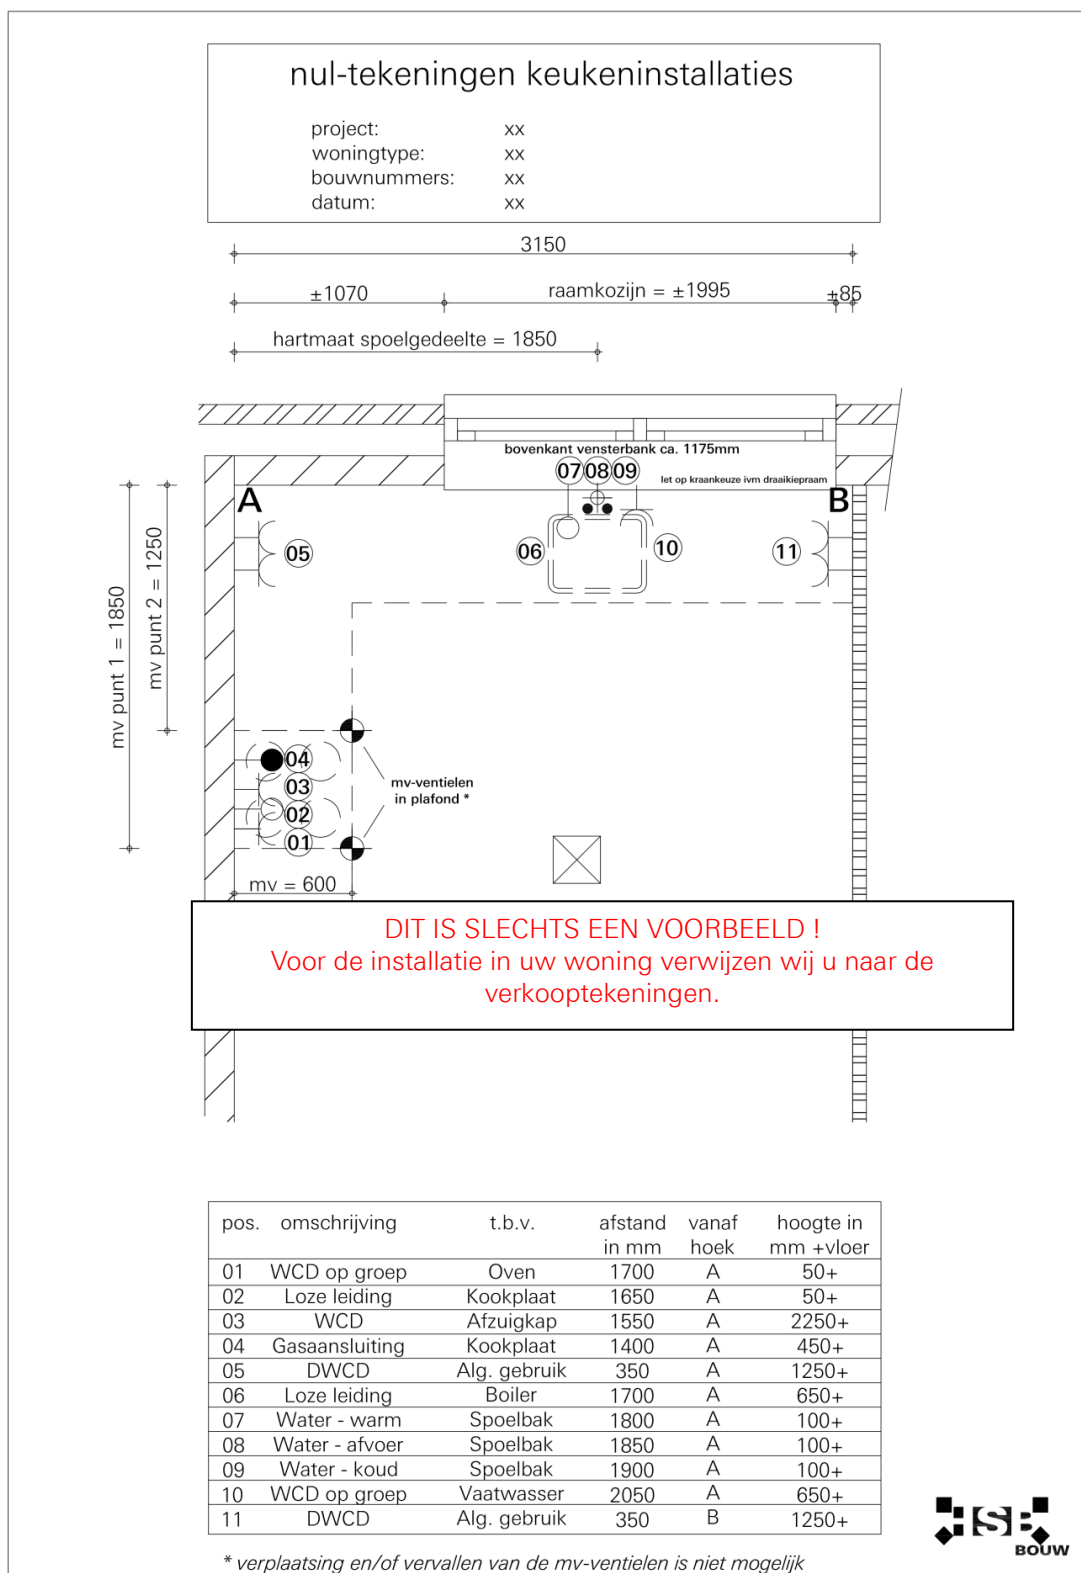 nul-tekeningen keukeninstallaties
project: xx
woningtype: xx
bouwnummers: xx
datum: xx
3150
±1070
raamkozijn = ±1995
±85
hartmaat spoelgedeelte = 1850
bovenkant vensterbank ca. 1175mm
07 08 09
let op kraankeuze ivm draaikiepraam
A
B
05
06
10
11
mv punt 1 = 1850
mv punt 2 = 1250
04
03
02
01
mv-ventielen
in plafond *
mv = 600
DIT IS SLECHTS EEN VOORBEELD !
Voor de installatie in uw woning verwijzen wij u naar de
verkooptekeningen.
pos. omschrijving t.b.v. afstand vanaf hoogte in
in mm hoek mm +vloer
01 WCD op groep Oven 1700 A 50+
02 Loze leiding Kookplaat 1650 A 50+
03 WCD Afzuigkap 1550 A 2250+
04 Gasaansluiting Kookplaat 1400 A 450+
05 DWCD Alg. gebruik 350 A 1250+
06 Loze leiding Boiler 1700 A 650+
07 Water - warm Spoelbak 1800 A 100+
08 Water - afvoer Spoelbak 1850 A 100+
09 Water - koud Spoelbak 1900 A 100+
10 WCD op groep Vaatwasser 2050 A 650+
11 DWCD Alg. gebruik 350 B 1250+
* verplaatsing en/of vervallen van de mv-ventielen is niet mogelijk
HSB
BOUW